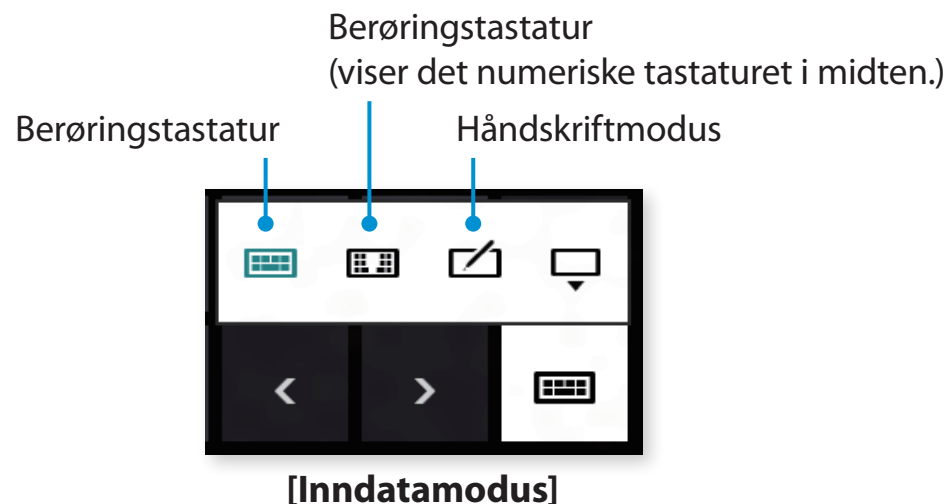 Berøringstastatur
(viser det numeriske tastaturet i midten.)
Berøringstastatur
Håndskriftmodus
[Inndatamodus]